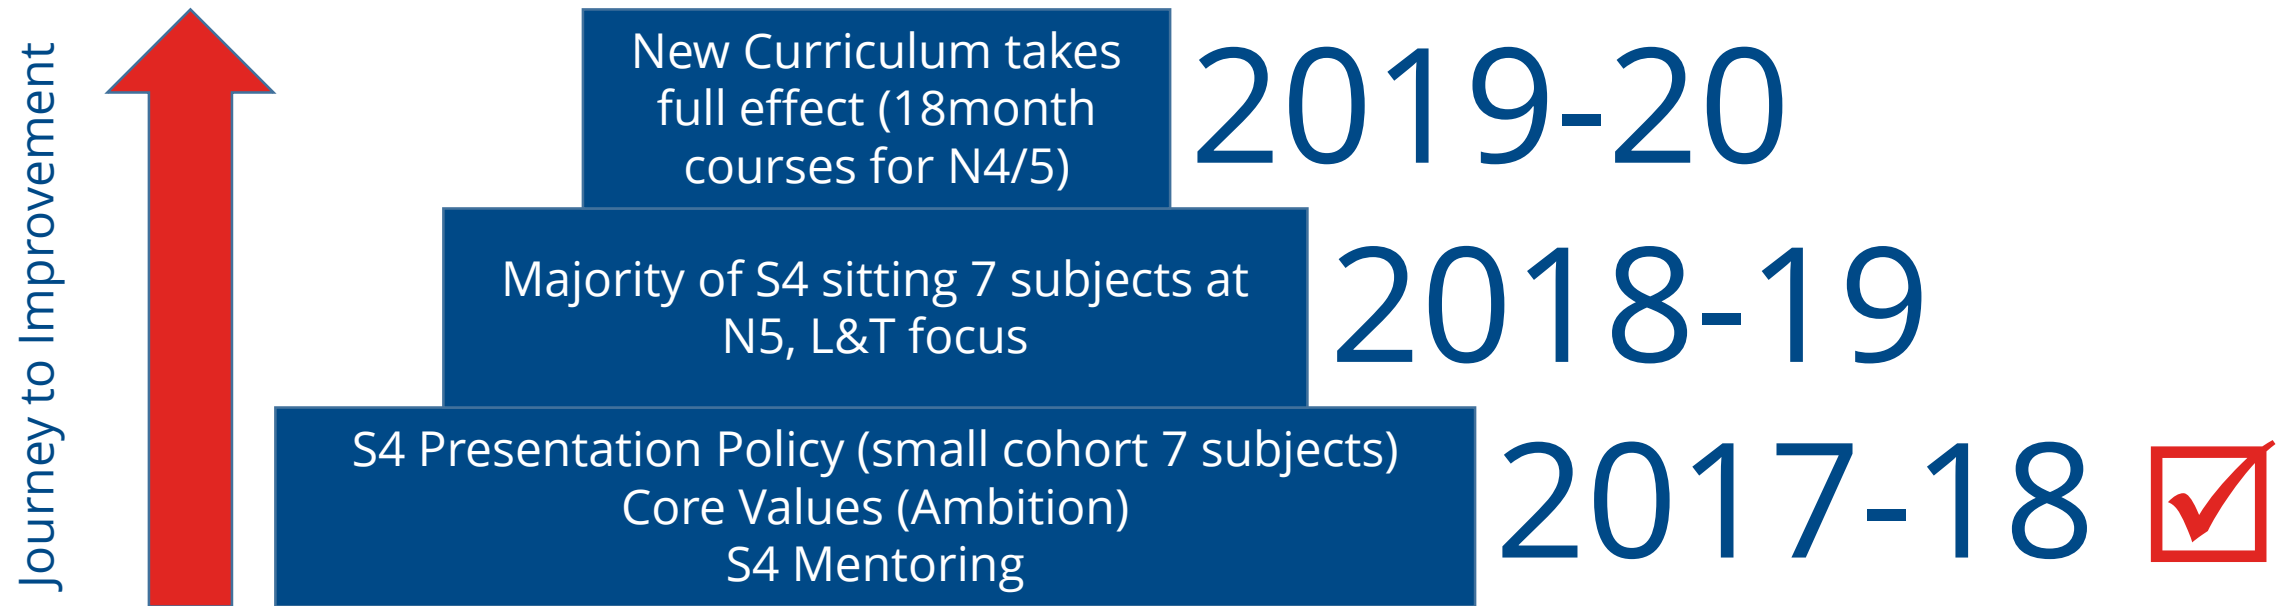 Journey to Improvement
New Curriculum takes
full effect (18month
courses for N4/5)
2019-20
Majority of S4 sitting 7 subjects at
N5, L&T focus
2018-19
S4 Presentation Policy (small cohort 7 subjects)
Core Values (Ambition)
S4 Mentoring
2017-18